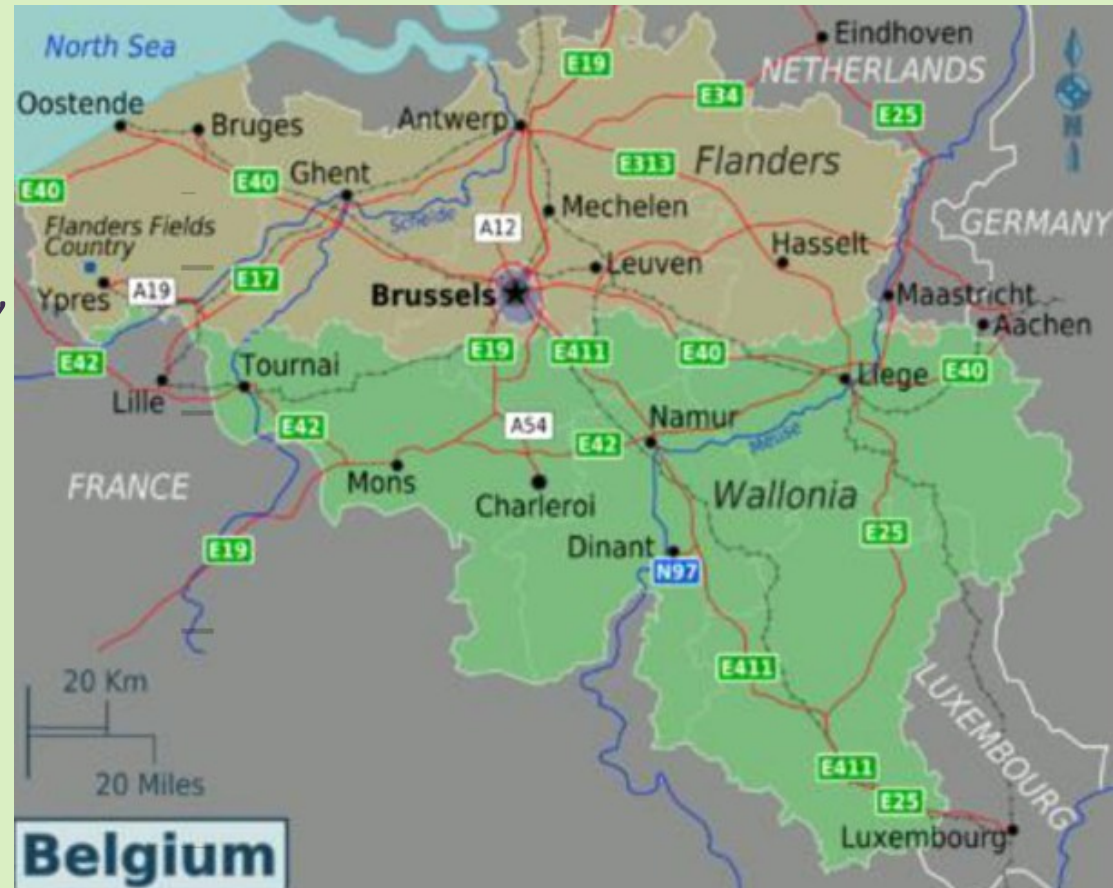 North Sea
Eindhoven
NETHERLANDS
E19
E34
E25
Oostende
Bruges
Antwerp
E313
Flanders
E40
E40
Ghent
Flanders Fields
Country
Schelde
A12
Mechelen
GERMANY
Hasselt
Leuven
E17
Ypres
A19
Brussels
Maastricht
Aachen
E42
Tournai
E19
E411
E40
Liege
E40
Lille
Namur
E42
A54
E42
Meuse
FRANCE
Mons
Charleroi
Wallonia
E25
Dinant
N97
E19
E411
20 Km
LUXEMBOURG
20 Miles
E411
E25
Luxembourg
Belgium
N